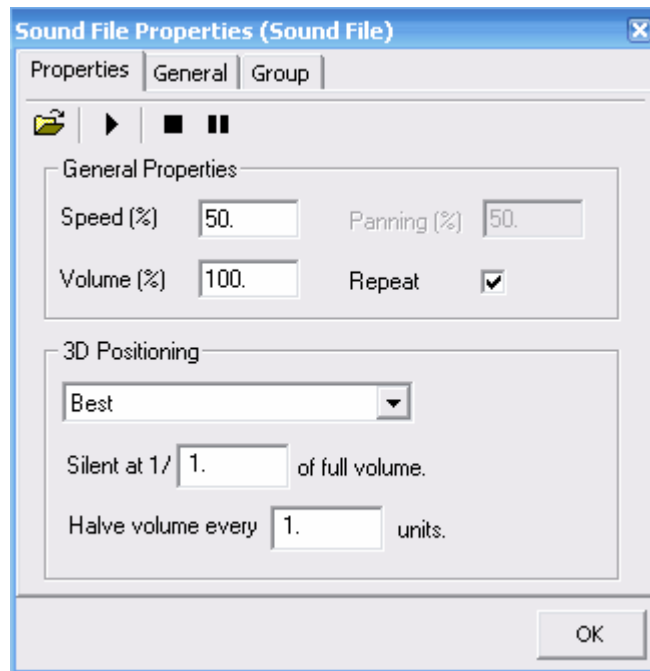 Sound File Properties (Sound File)
Properties General Group
General Properties
Speed (%) 50. Panning (%) 50.
Volume (%) 100. Repeat
3D Positioning
Best
Silent at 1/ 1. of full volume.
Halve volume every 1. units.
OK